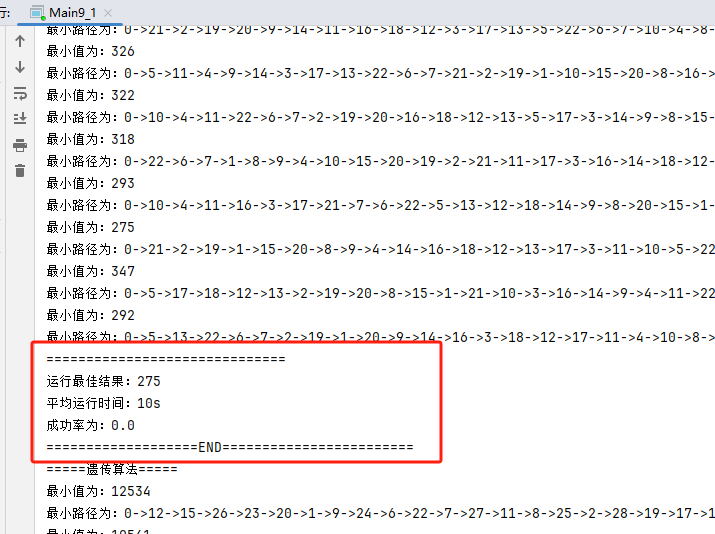 行:
Main9_1
最小路径为：0->21->2->19->20->9->14->11->16->18->12->3->17->13->5->22->6->7->10->4->8-
最小值为：326
最小路径为：0->5->11->4->9->14->3->17->13->22->6->7->21->2->19->1->10->15->20->8->16->
最小值为：322
最小路径为：0->10->4->11->22->6->7->2->19->20->16->18->12->13->5->17->3->14->9->8->15-
最小值为：318
最小路径为：0->22->6->7->1->8->9->4->10->15->20->19->2->21->11->17->3->16->14->18->12-
最小值为：293
最小路径为：0->10->4->11->16->3->17->21->7->6->22->5->13->12->18->14->9->8->20->15->1-
最小值为：275
最小路径为：0->21->2->19->1->15->20->8->9->4->14->16->18->12->13->17->3->11->10->5->22
最小值为：347
最小路径为：0->5->17->18->12->13->2->19->20->8->15->1->21->10->3->16->14->9->4->11->22
最小值为：292
最小路径为：0->5->13->22->6->7->2->19->1->20->9->14->16->3->18->12->17->11->4->10->8-
==============================
运行最佳结果：275
平均运行时间：10s
成功率为：0.0
===================END========================
=====遗传算法=====
最小值为：12534
最小路径为：0->12->15->26->23->20->1->9->24->6->22->7->27->11->8->25->2->28->19->17->1